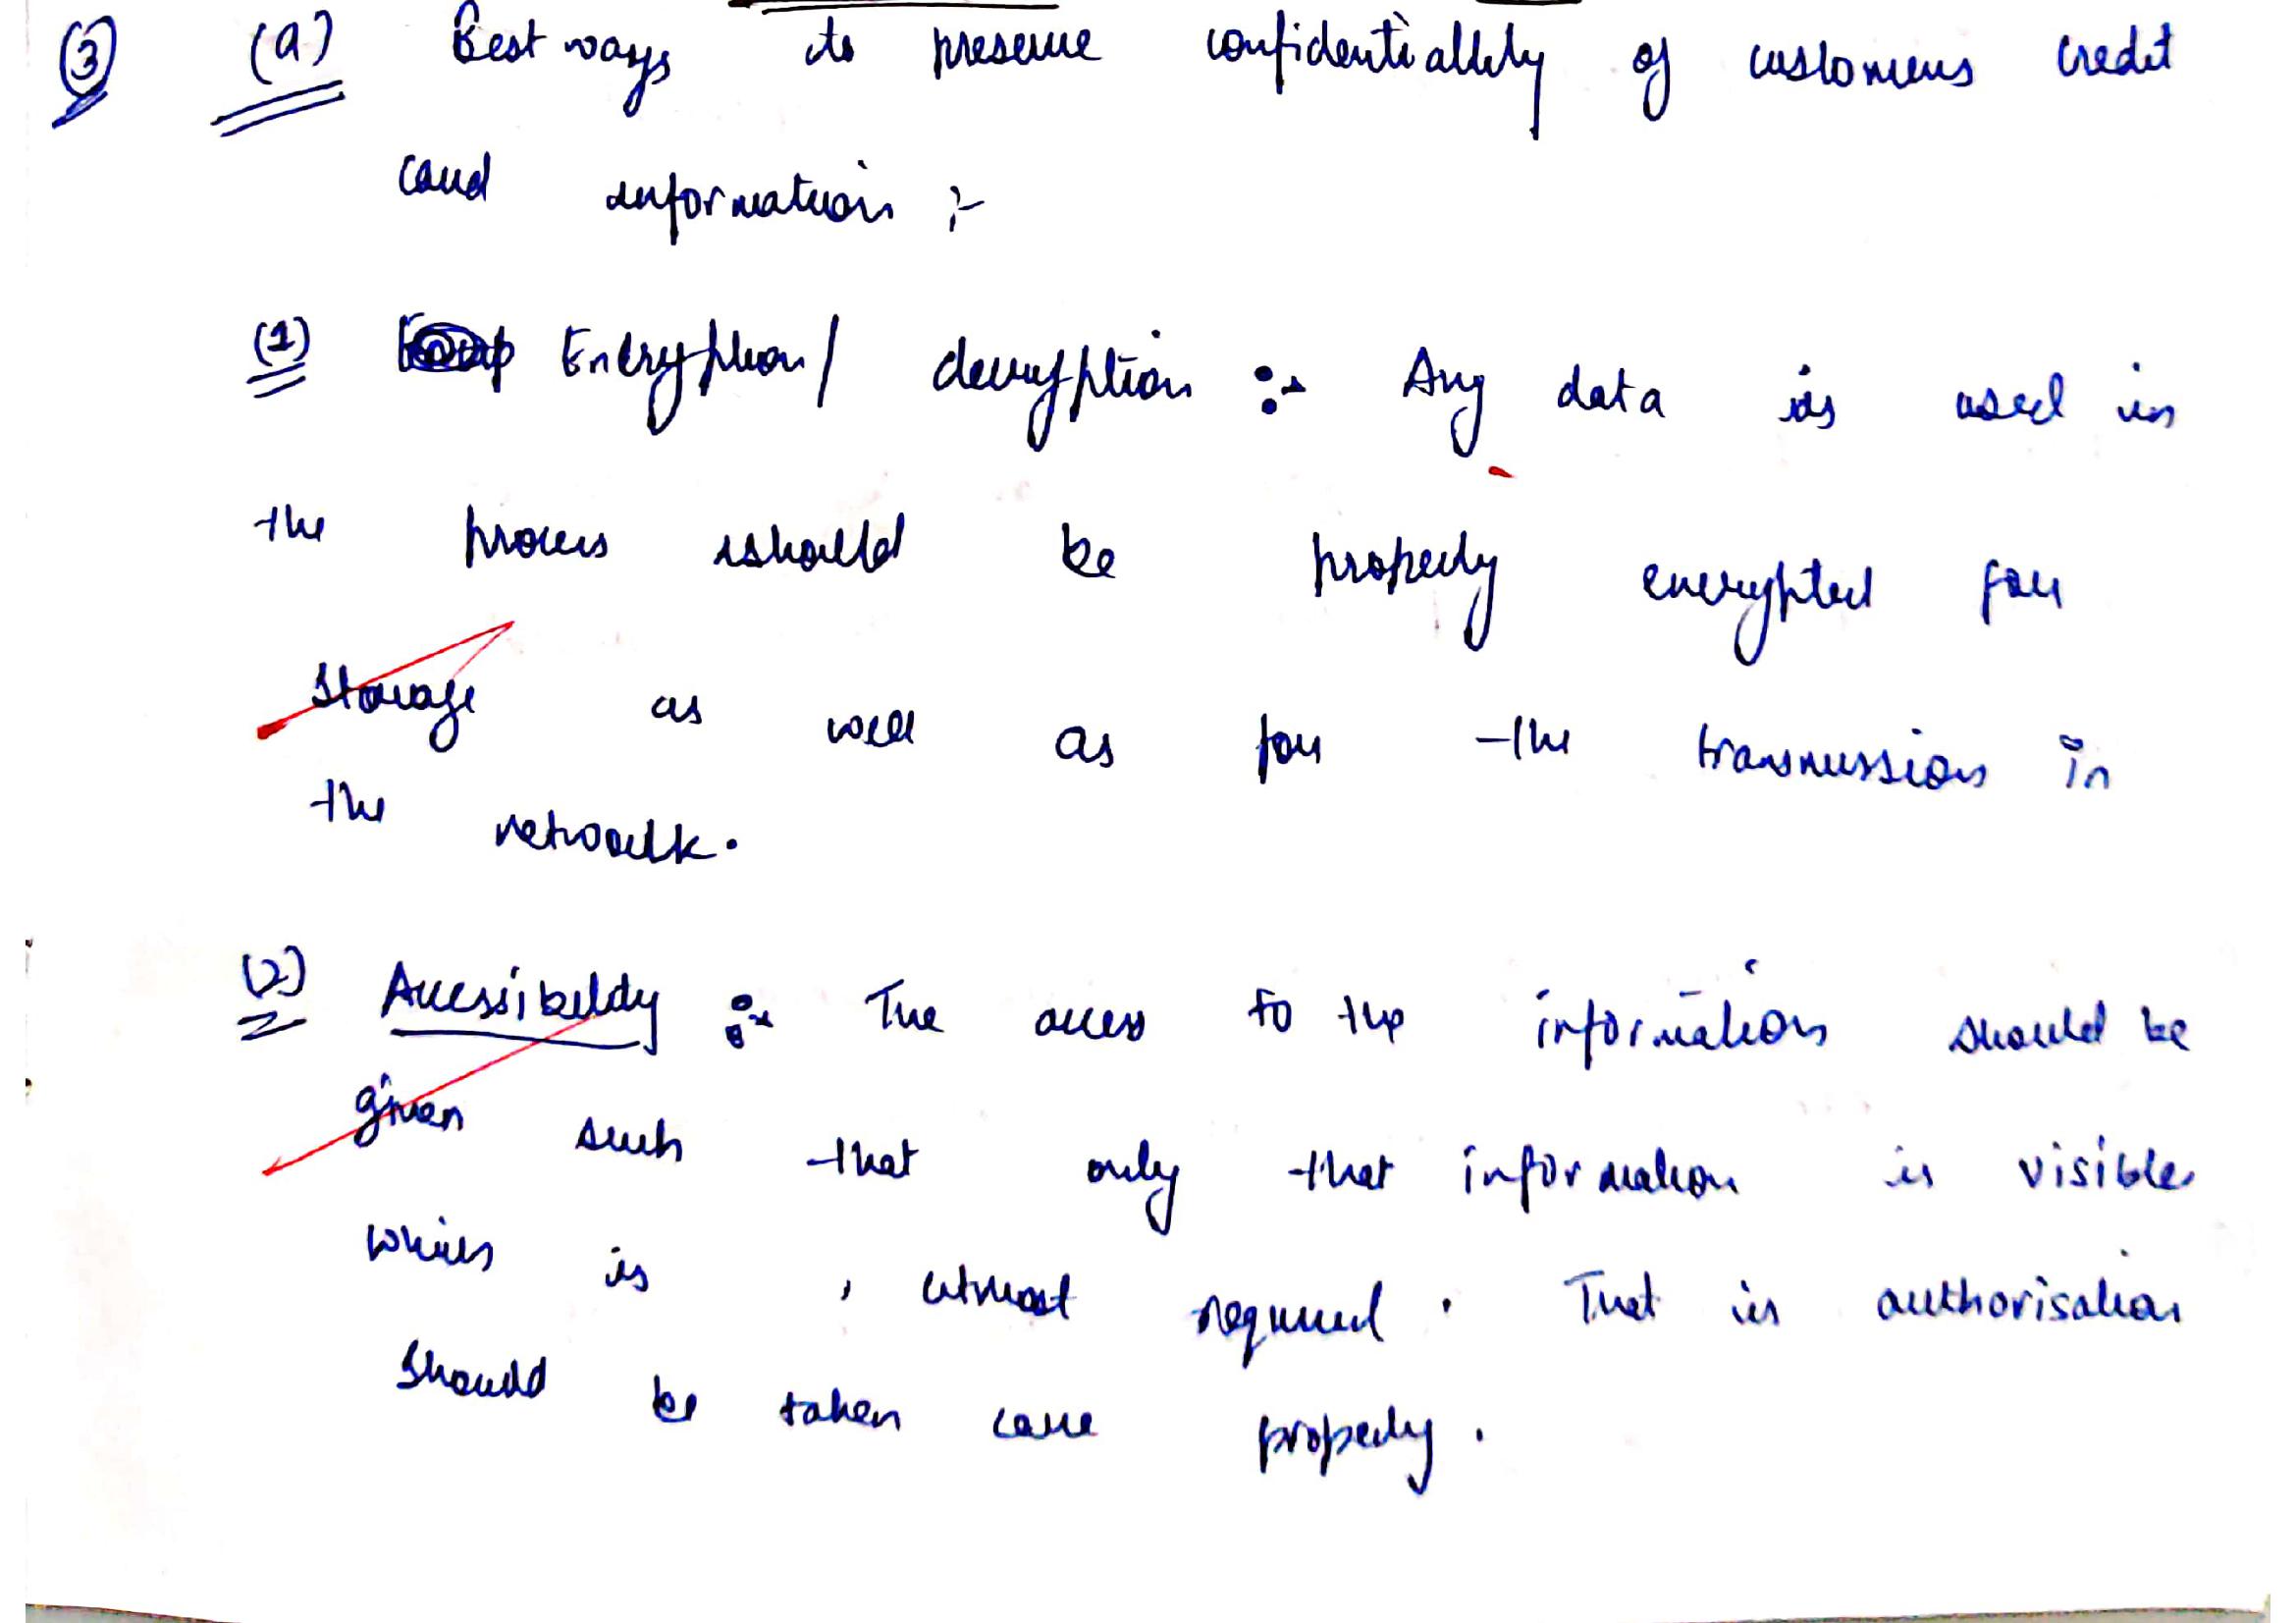 (3) (a) Best ways to preserve confidentiallity of customers credit
card information :-
(1) Encryption/ decryption :- Any data is used in
the process should be properly encrypted for
storage as well as for the transmission in
the network.
(2) Accessibility :- The access to the information should be
given such that only that information is visible
which is , utmost required . That is authorisation
should be taken care properly .